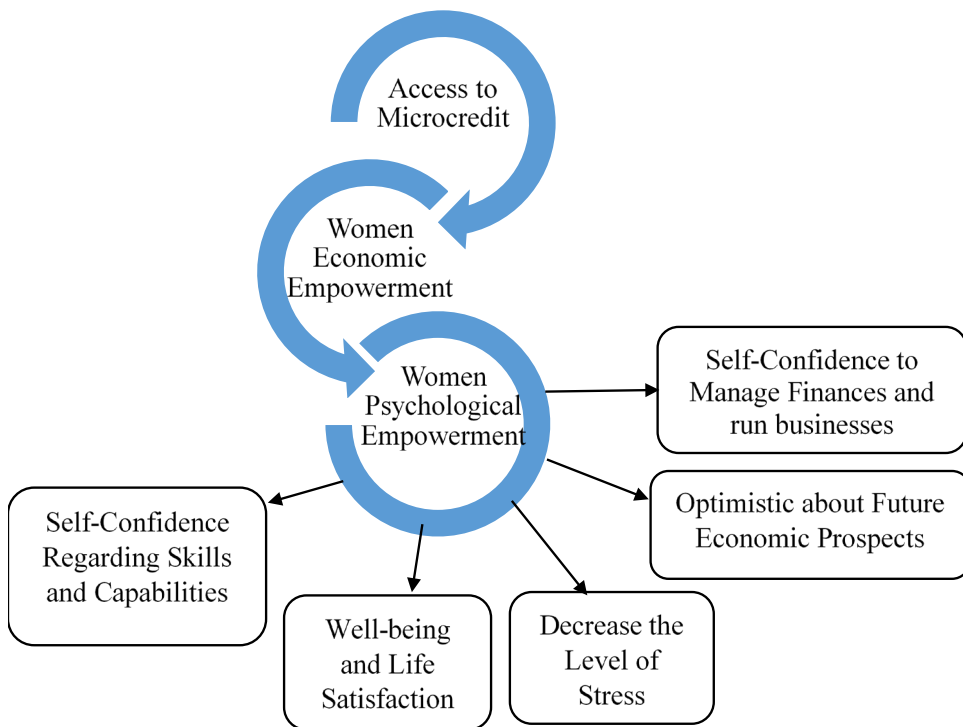 Access to
Microcredit
Women
Economic
Empowerment
Women
Psychological
Empowerment
Self-Confidence to
Manage Finances and
run businesses
Optimistic about Future
Economic Prospects
Decrease the
Level of
Stress
Well-being
and Life
Satisfaction
Self-Confidence
Regarding Skills
and Capabilities